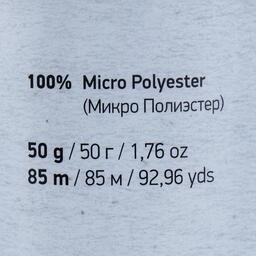 100% Micro Polyester
(Микро Полиэстер)
50 g / 50 г / 1,76 oz
85 m / 85 м / 92,96 yds